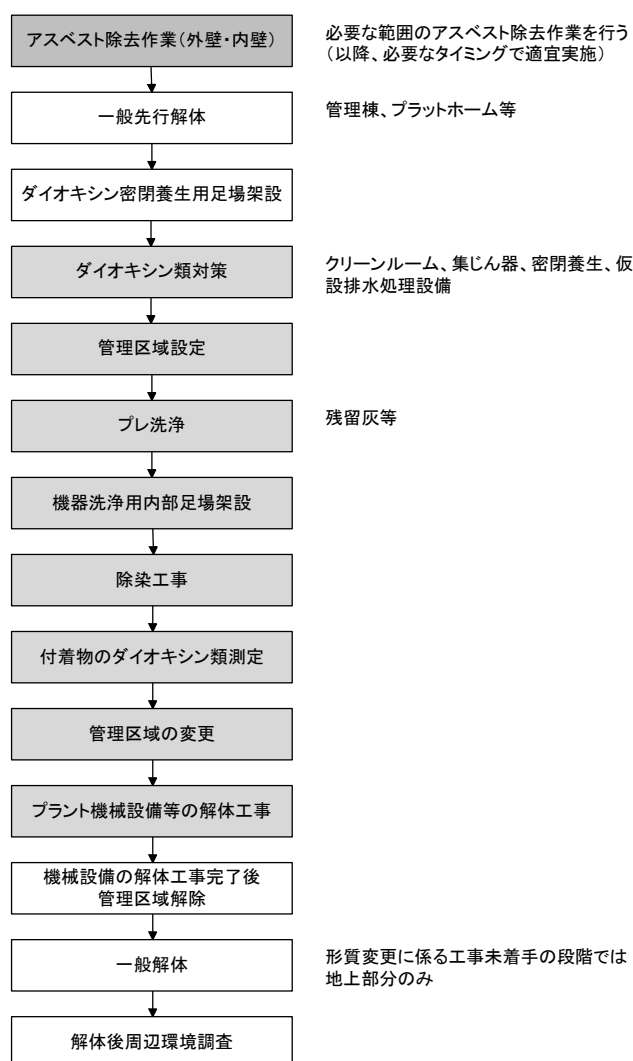 アスベスト除去作業(外壁・内壁)
必要な範囲のアスベスト除去作業を行う
(以降、必要なタイミングで適宜実施)
一般先行解体
管理棟、プラットホーム等
ダイオキシン密閉養生用足場架設
ダイオキシン類対策
クリーンルーム、集じん器、密閉養生、仮
設排水処理設備
管理区域設定
プレ洗浄
残留灰等
機器洗浄用内部足場架設
除染工事
付着物のダイオキシン類測定
管理区域の変更
プラント機械設備等の解体工事
機械設備の解体工事完了後
管理区域解除
一般解体
形質変更に係る工事未着手の段階では
地上部分のみ
解体後周辺環境調査